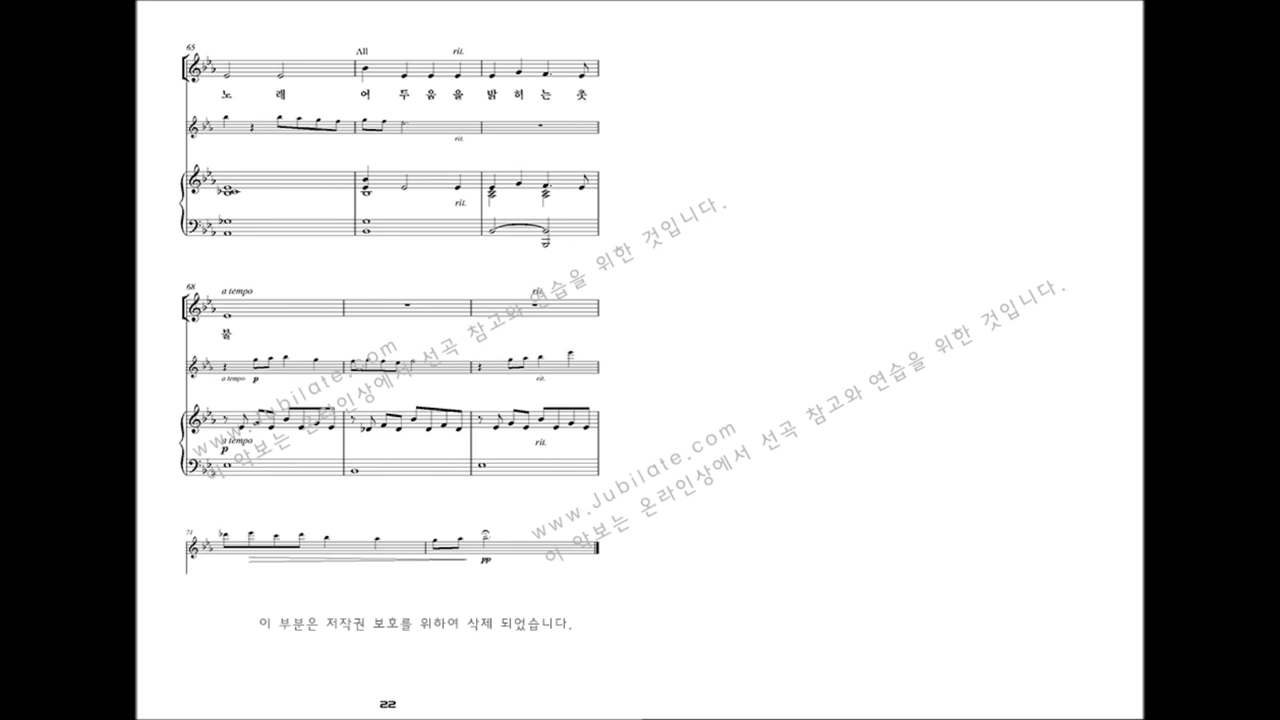 65
All
rit.
노 래 어 두 움 을 밝 히 는 촛
rit.
rit.
68
a tempo
rit.
불
a tempo
p
rit.
a tempo
p
rit.
www.Jubilate.com
이 악보는 온라인상에서 선곡 참고와 연습을 위한 것입니다.
www.Jubilate.com
이 악보는 온라인상에서 선곡 참고와 연습을 위한 것입니다.
71
pp
이 부분은 저작권 보호를 위하여 삭제 되었습니다.
22